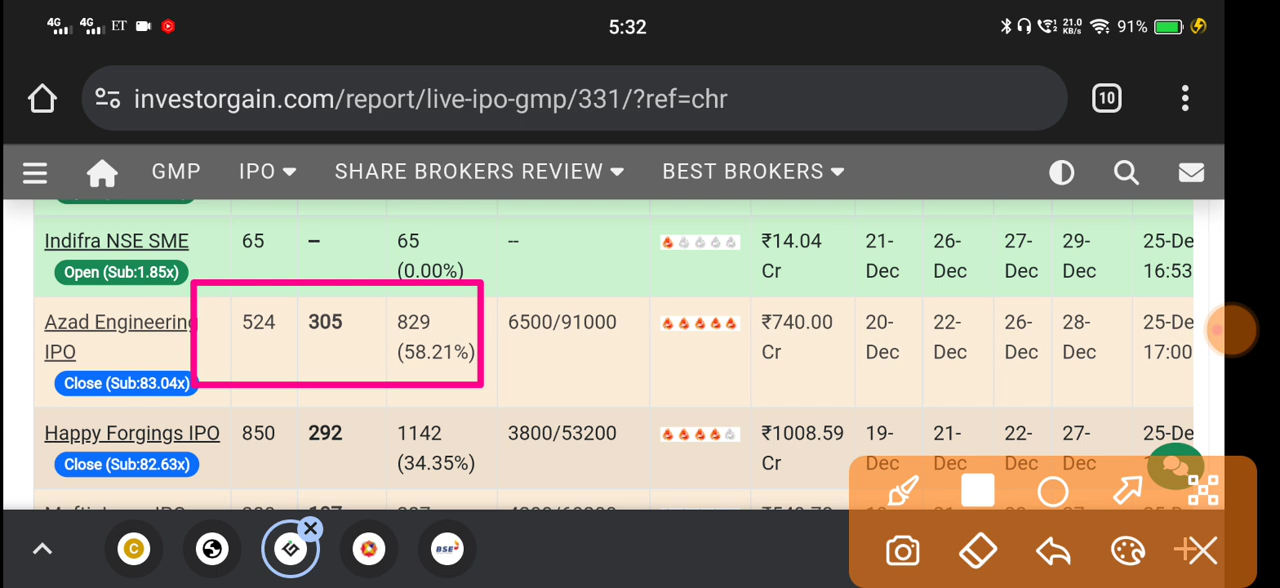 4G 4G ET 5:32 21.0 KB/s 91%
investorgain.com/report/live-ipo-gmp/331/?ref=chr 10
GMP IPO SHARE BROKERS REVIEW BEST BROKERS
Indifra NSE SME 65 – 65 -- ₹14.04 21- 26- 27- 29- 25-De
Open (Sub:1.85x) (0.00%) Cr Dec Dec Dec Dec 16:53
Azad Engineering 524 305 829 6500/91000 ₹740.00 20- 22- 26- 28- 25-De
IPO (58.21%) Cr Dec Dec Dec Dec 17:00
Close (Sub:83.04x)
Happy Forgings IPO 850 292 1142 3800/53200 ₹1008.59 19- 21- 22- 27- 25-De
Close (Sub:82.63x) (34.35%) Cr Dec Dec Dec Dec
C BSE